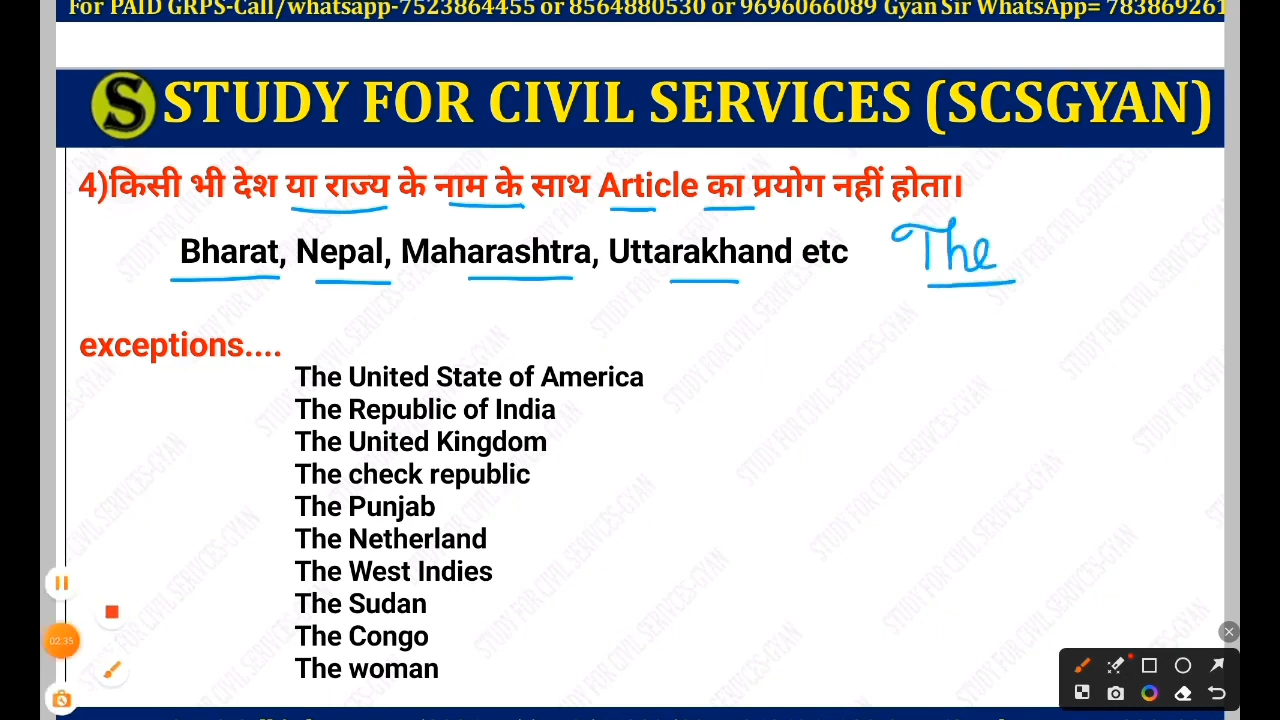 For PAID GRPS-Call/whatsapp-7523864455 or 8564880530 or 9696066089 Gyan Sir WhatsApp= 783869261
S STUDY FOR CIVIL SERVICES (SCSGYAN)
4)किसी भी देश या राज्य के नाम के साथ Article का प्रयोग नहीं होता।
Bharat, Nepal, Maharashtra, Uttarakhand etc The
exceptions....
The United State of America
The Republic of India
The United Kingdom
The check republic
The Punjab
The Netherland
The West Indies
The Sudan
The Congo
The woman
02:35